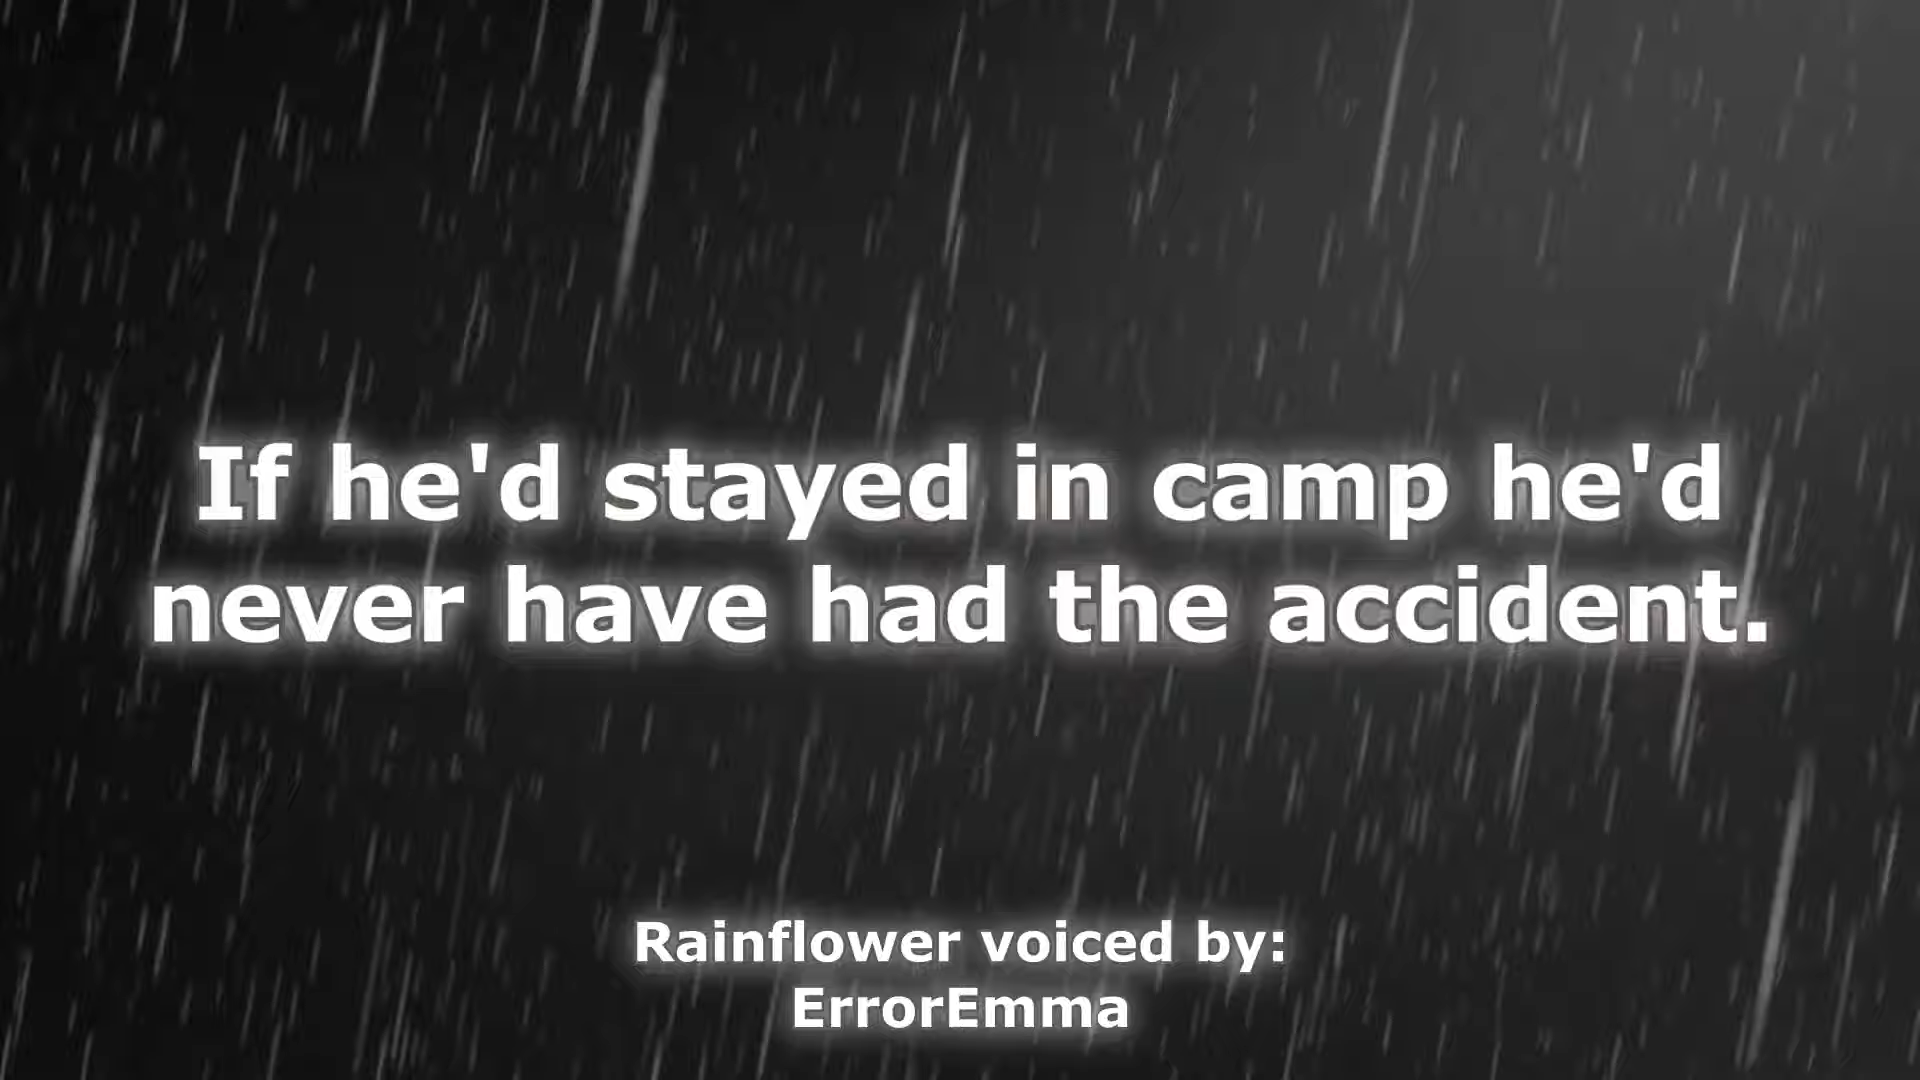 If he'd stayed in camp he'd
never have had the accident.
Rainflower voiced by:
ErrorEmma